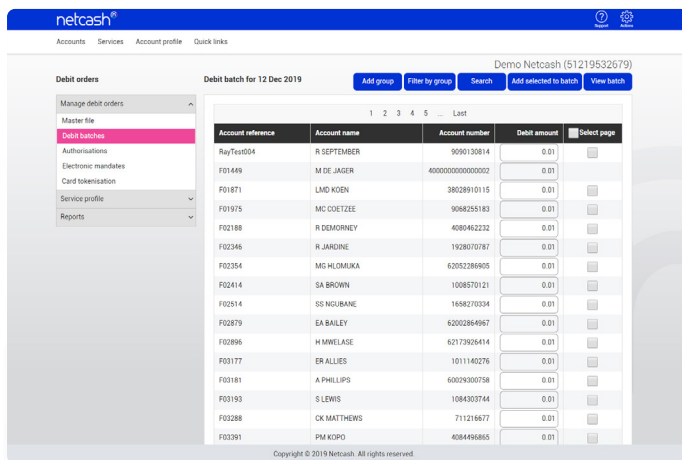 netcash®
Support Actions
Accounts Services Account profile Quick links
Demo Netcash (51219532679)
Debit orders
Debit batch for 12 Dec 2019
Add group Filter by group Search Add selected to batch View batch
Manage debit orders
Master file
Debit batches
Authorisations
Electronic mandates
Card tokenisation
Service profile
Reports
1 2 3 4 5 ... Last
Account reference Account name Account number Debit amount Select page
RayTest004 R SEPTEMBER 9090130814 0.01
F01449 M DE JAGER 4000000000000002 0.01
F01871 LMD KOEN 38028910115 0.01
F01975 MC COETZEE 9068255183 0.01
F02188 R DEMORNEY 4080462232 0.01
F02346 R JARDINE 1928070787 0.01
F02354 MG HLOMUKA 62052286905 0.01
F02414 SA BROWN 1008570121 0.01
F02514 SS NGUBANE 1658270334 0.01
F02879 EA BAILEY 62002864967 0.01
F02896 H MWELASE 62173926414 0.01
F03177 ER ALLIES 1011140276 0.01
F03181 A PHILLIPS 60029300758 0.01
F03193 S LEWIS 1084303744 0.01
F03288 CK MATTHEWS 711216677 0.01
F03391 PM KOPO 4084496865 0.01
Copyright © 2019 Netcash. All rights reserved.